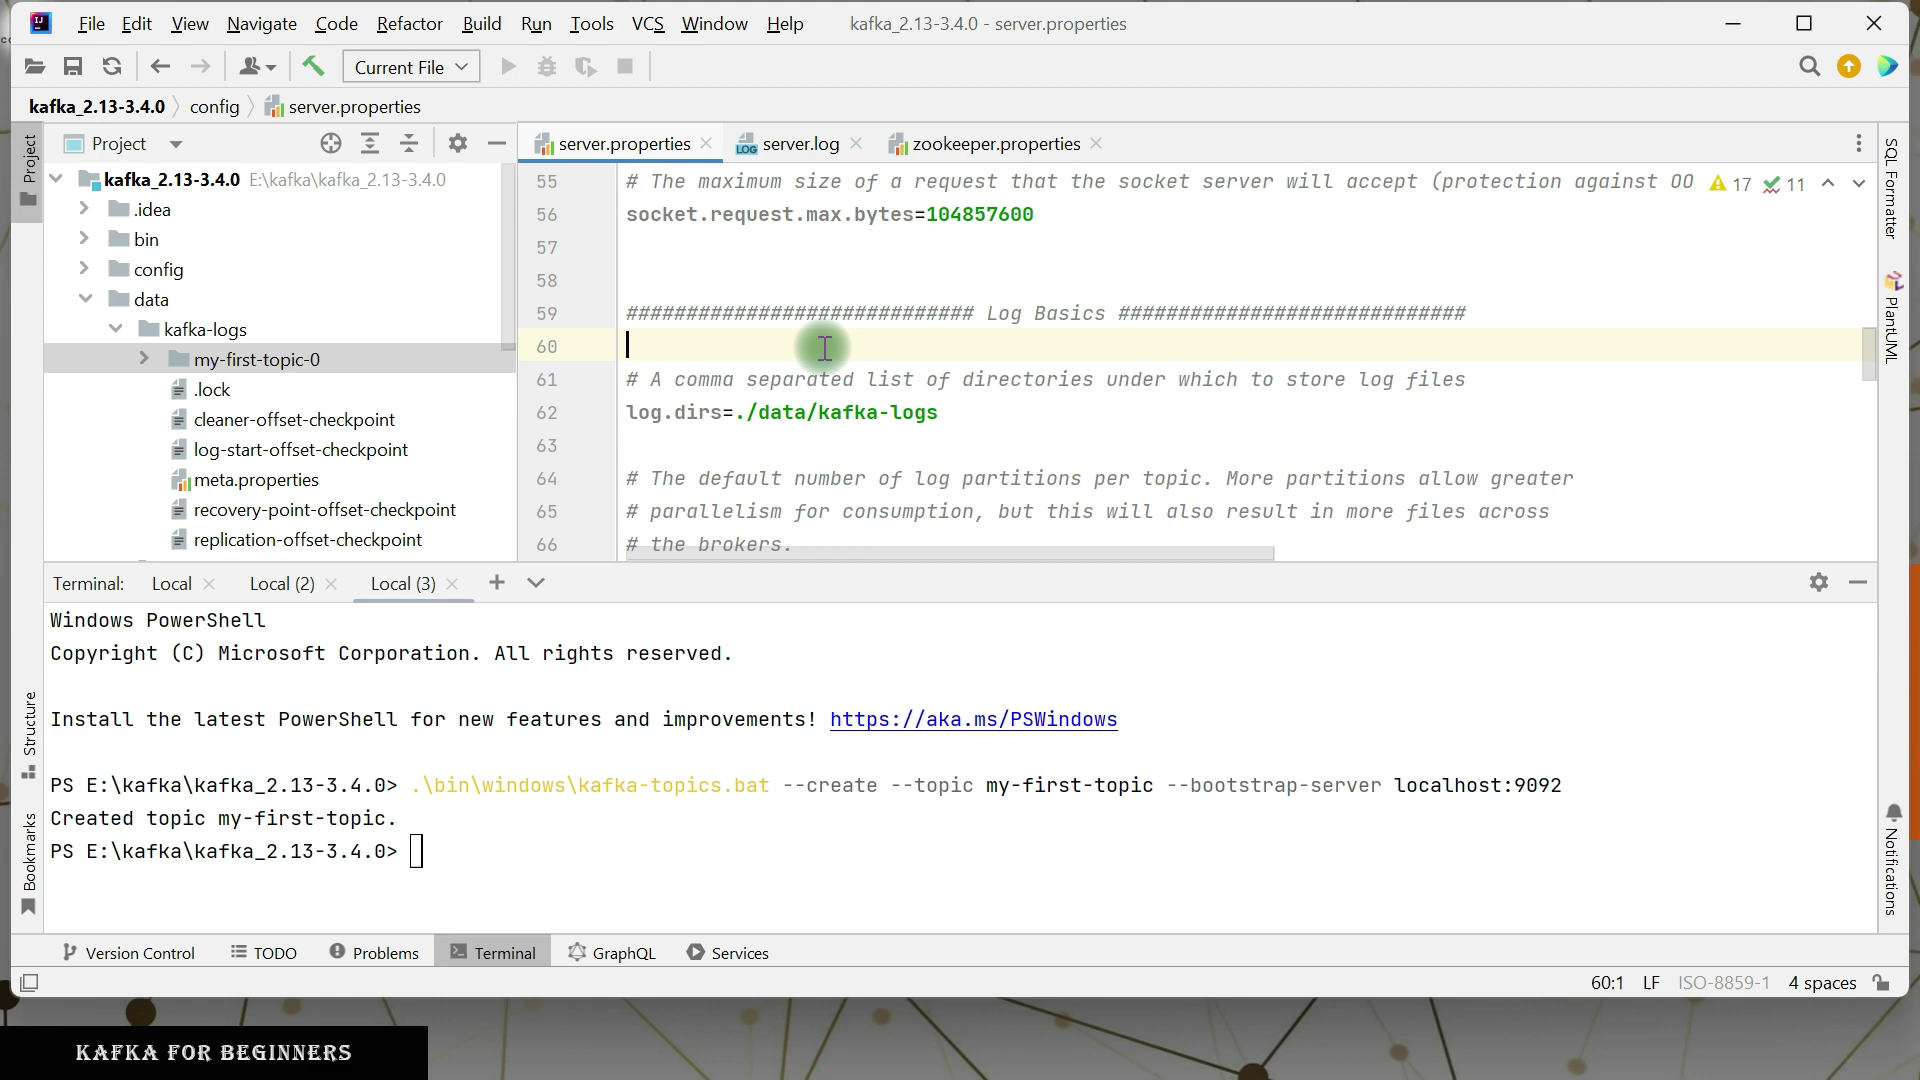 File Edit View Navigate Code Refactor Build Run Tools VCS Window Help kafka_2.13-3.4.0 - server.properties
Current File
kafka_2.13-3.4.0 config server.properties
Project
Project
server.properties server.log zookeeper.properties
LOG
kafka_2.13-3.4.0 E:\kafka\kafka_2.13-3.4.0
.idea
bin
config
data
kafka-logs
my-first-topic-0
.lock
cleaner-offset-checkpoint
log-start-offset-checkpoint
meta.properties
recovery-point-offset-checkpoint
replication-offset-checkpoint
55 # The maximum size of a request that the socket server will accept (protection against OO
17 11
56 socket.request.max.bytes=104857600
57
58
59 ############################# Log Basics #############################
60
61 # A comma separated list of directories under which to store log files
62 log.dirs=./data/kafka-logs
63
64 # The default number of log partitions per topic. More partitions allow greater
65 # parallelism for consumption, but this will also result in more files across
66 # the brokers.
SQL Formatter
PlantUML
Notifications
Structure
Bookmarks
Terminal: Local Local (2) Local (3)
Windows PowerShell
Copyright (C) Microsoft Corporation. All rights reserved.
Install the latest PowerShell for new features and improvements! https://aka.ms/PSWindows
PS E:\kafka\kafka_2.13-3.4.0> .\bin\windows\kafka-topics.bat --create --topic my-first-topic --bootstrap-server localhost:9092
Created topic my-first-topic.
PS E:\kafka\kafka_2.13-3.4.0>
Version Control TODO Problems Terminal GraphQL Services
60:1 LF ISO-8859-1 4 spaces
KAFKA FOR BEGINNERS